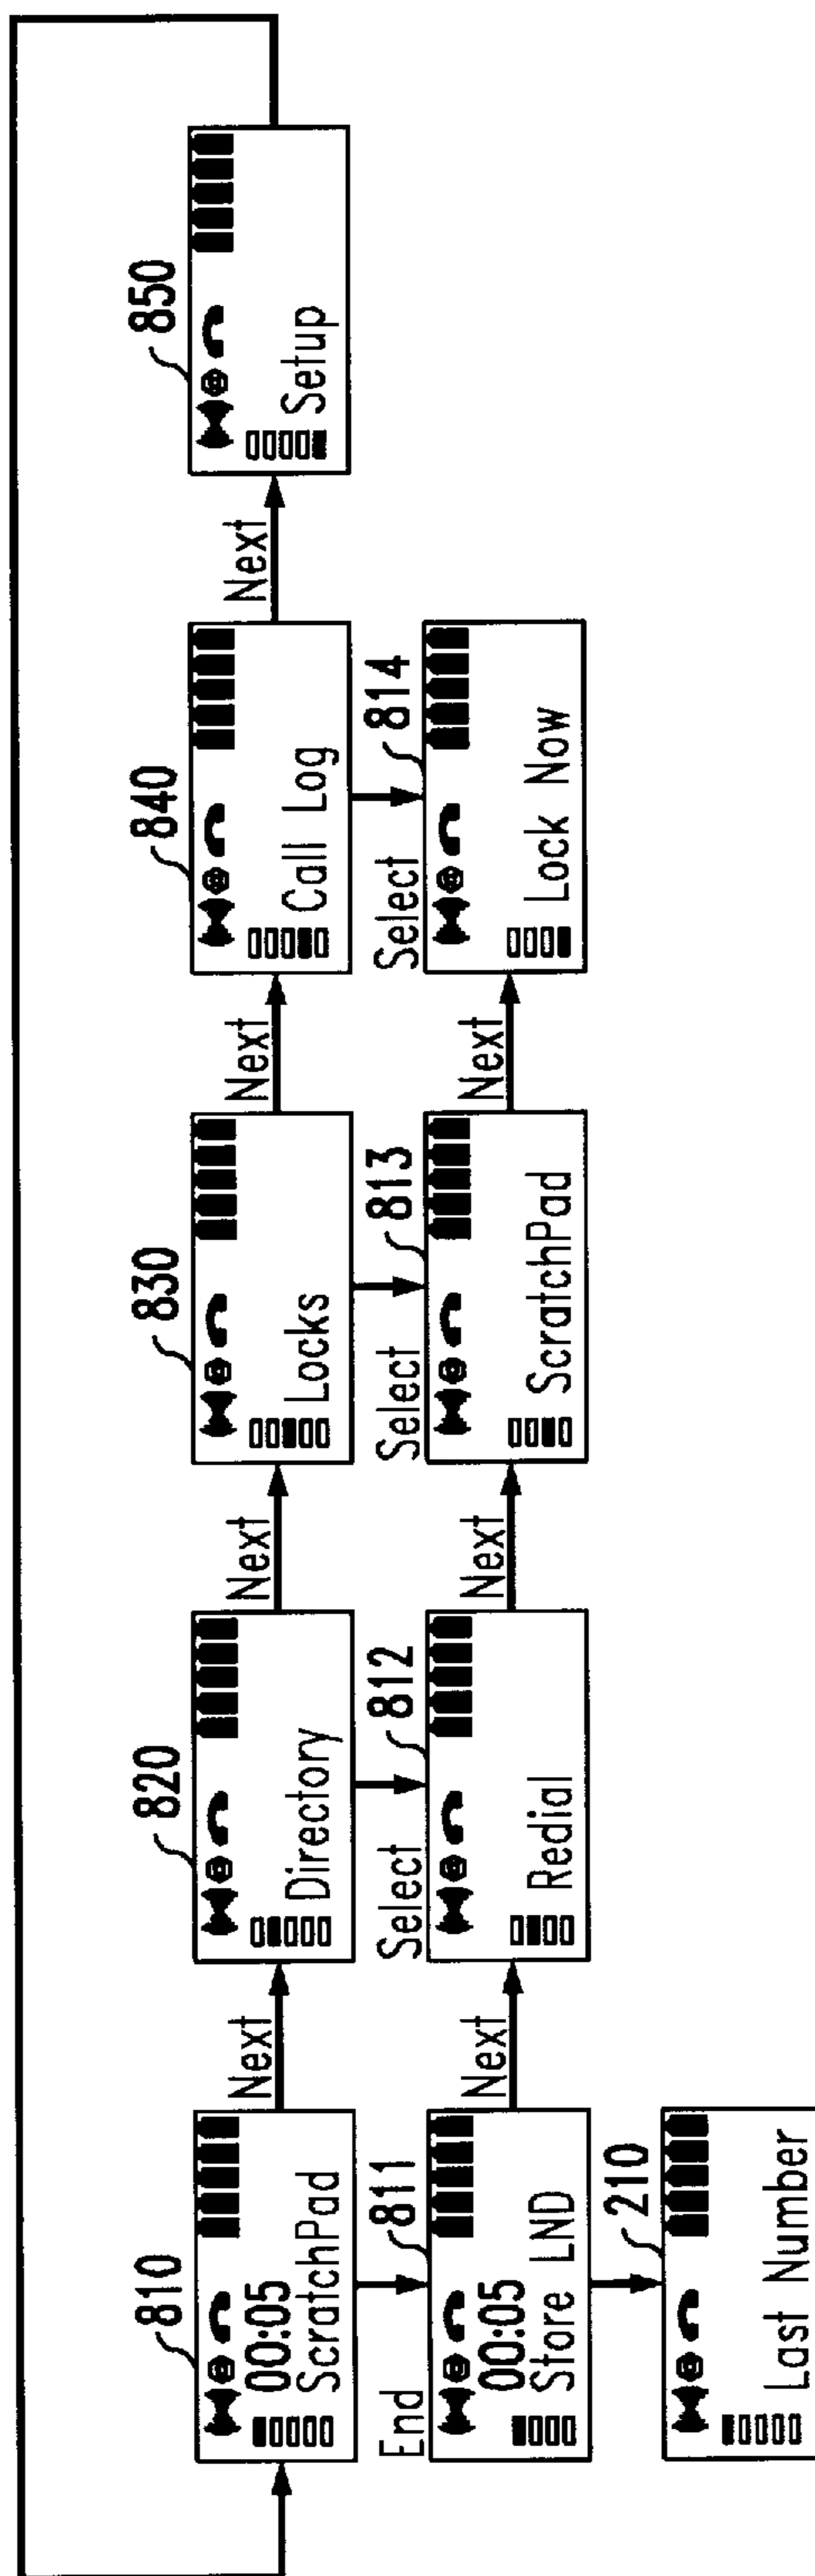 810
00:05
ScratchPad
Next
820
Directory
Next
830
Locks
Next
840
Call Log
Next
850
Setup
End
811
00:05
Store LND
Next
Select
812
Redial
Next
Select
813
ScratchPad
Next
Select
814
Lock Now
210
Last Number